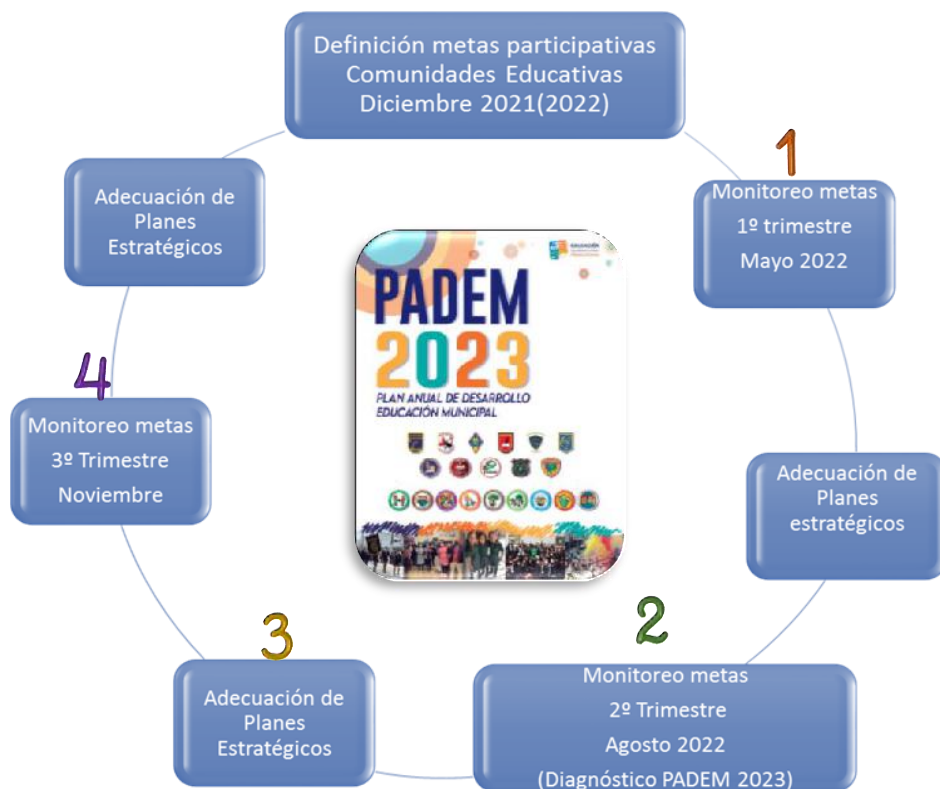 Definición metas participativas
Comunidades Educativas
Diciembre 2021(2022)
1
Monitoreo metas
1º trimestre
Mayo 2022
Adecuación de
Planes
estratégicos
2
Monitoreo metas
2º Trimestre
Agosto 2022
(Diagnóstico PADEM 2023)
3
Adecuación de
Planes
Estratégicos
4
Monitoreo metas
3º Trimestre
Noviembre
Adecuación de
Planes
Estratégicos
EDUCACIÓN
PADEM
2023
PLAN ANUAL DE DESARROLLO
EDUCACIÓN MUNICIPAL